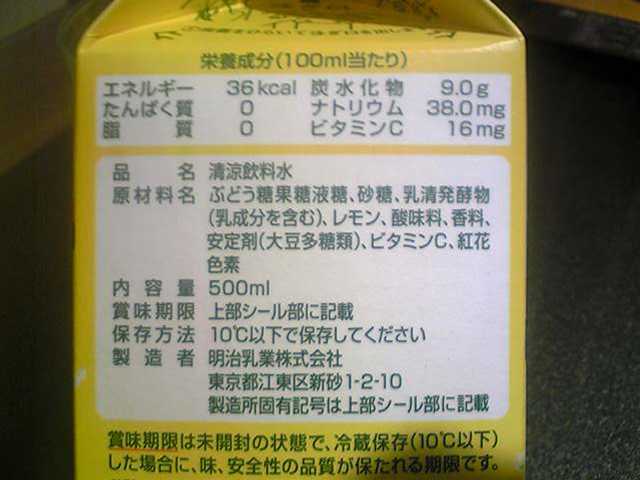 栄養成分(100ml当たり)
エネルギー 36kcal 炭水化物 9.0g
たんぱく質 0 ナトリウム 38.0mg
脂質 0 ビタミンC 16mg
品名 清涼飲料水
原材料名 ぶどう糖果糖液糖、砂糖、乳清発酵物
(乳成分を含む)、レモン、酸味料、香料、
安定剤(大豆多糖類)、ビタミンC、紅花
色素
内容量 500ml
賞味期限 上部シール部に記載
保存方法 10℃以下で保存してください
製造者 明治乳業株式会社
東京都江東区新砂1-2-10
製造所固有記号は上部シール部に記載
賞味期限は未開封の状態で、冷蔵保存(10℃以下)
した場合に、味、安全性の品質が保たれる期限です。